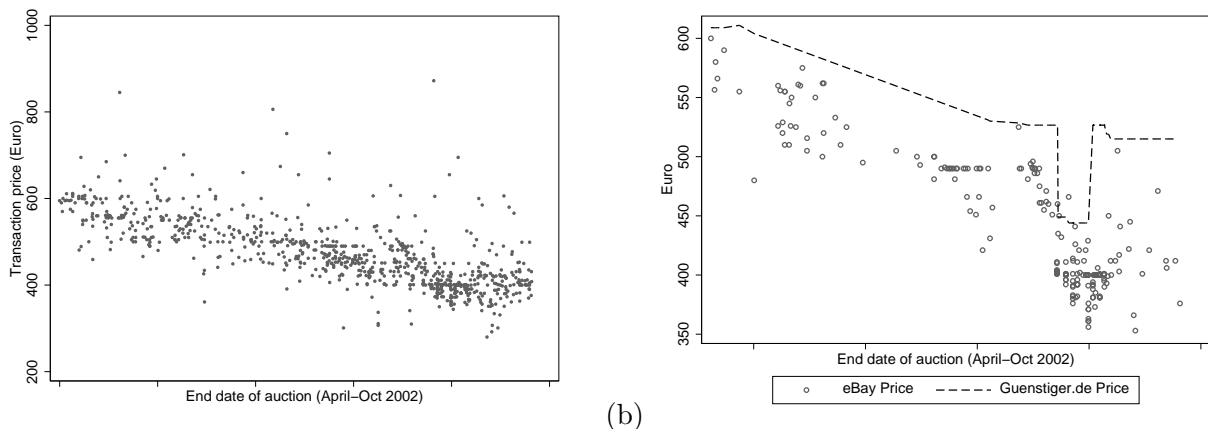 1000
800
600
400
200
Transaction price (Euro)
End date of auction (April–Oct 2002)
600
550
500
450
400
350
Euro
End date of auction (April–Oct 2002)
eBay Price
Guenstiger.de Price
(b)